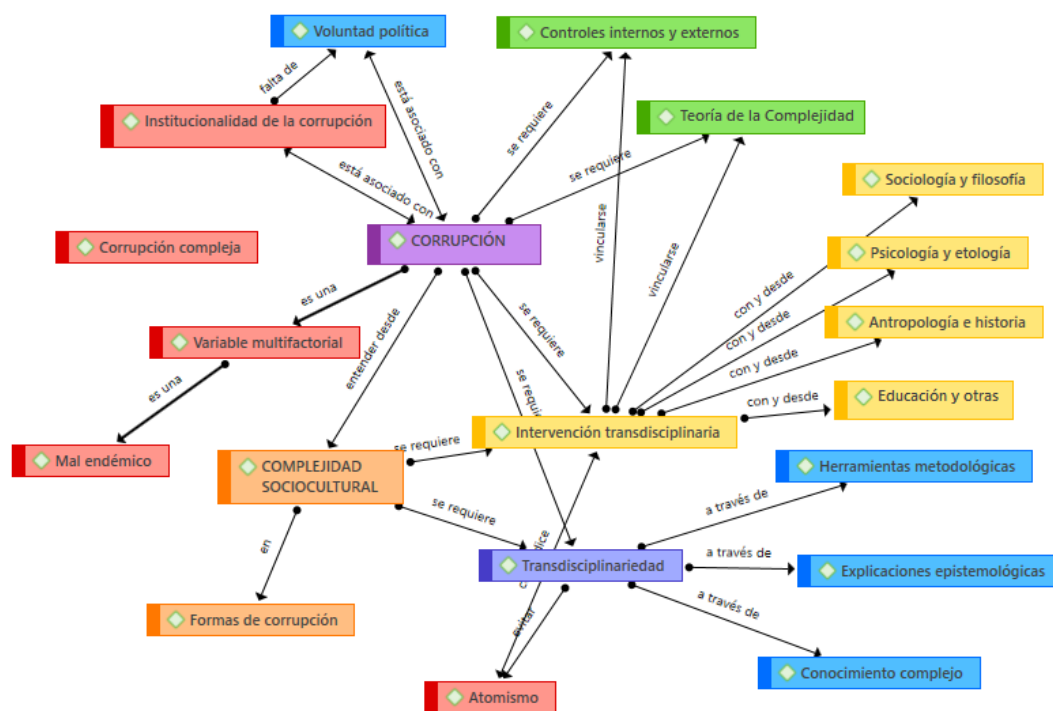 Voluntad política
Controles internos y externos
falta de
está asociado con
Institucionalidad de la corrupción
se requiere
Teoría de la Complejidad
está asociado con
se requiere
Sociología y filosofía
vincularse
CORRUPCIÓN
Corrupción compleja
vincularse
Psicología y etología
con y desde
es una
se requiere
Antropología e historia
con y desde
Variable multifactorial
entender desde
con y desde
es una
se requiere
con y desde
Educación y otras
Intervención transdisciplinaria
se requiere
Mal endémico
COMPLEJIDAD
SOCIOCULTURAL
Herramientas metodológicas
a través de
se requiere
en
Transdisciplinariedad
a través de
Explicaciones epistemológicas
evitar
a través de
Formas de corrupción
Conocimiento complejo
Atomismo